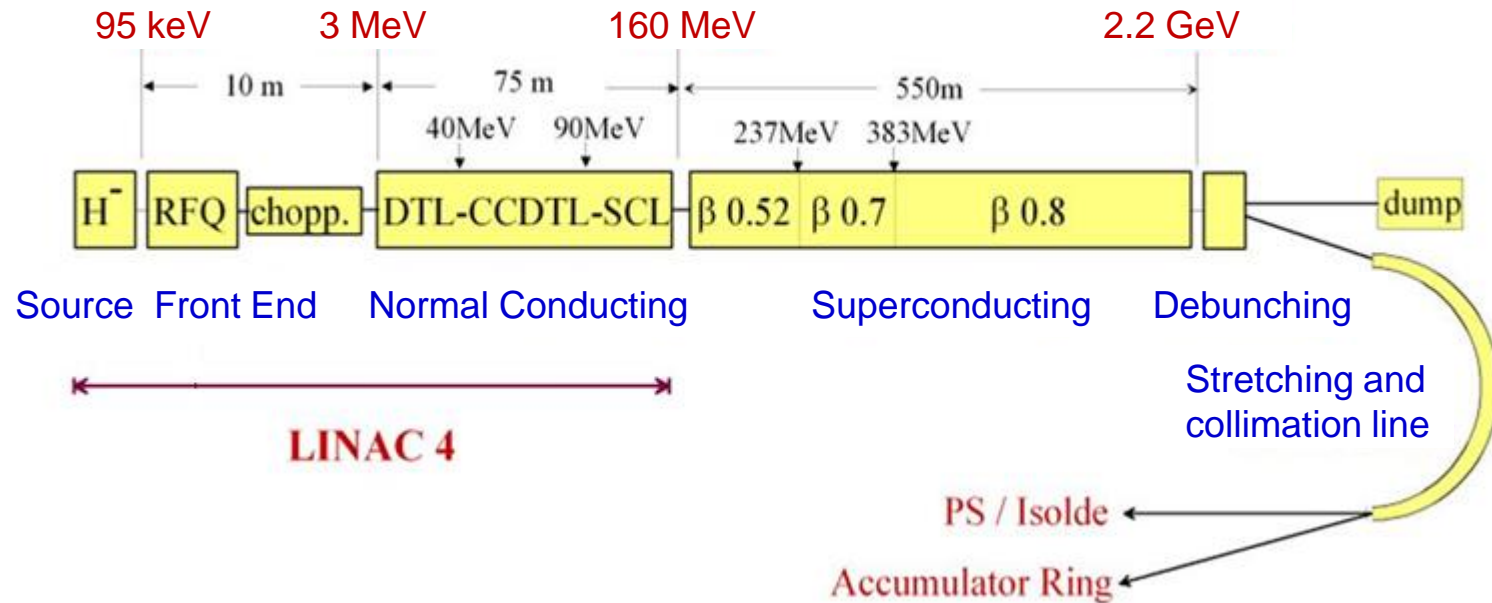 95 keV 3 MeV 160 MeV 2.2 GeV
10 m 75 m 550m
40MeV 90MeV 237MeV 383MeV
H⁻ RFQ chopp. DTL-CCDTL-SCL β 0.52 β 0.7 β 0.8 dump
Source Front End Normal Conducting Superconducting Debunching
Stretching and
collimation line
LINAC 4
PS / Isolde
Accumulator Ring